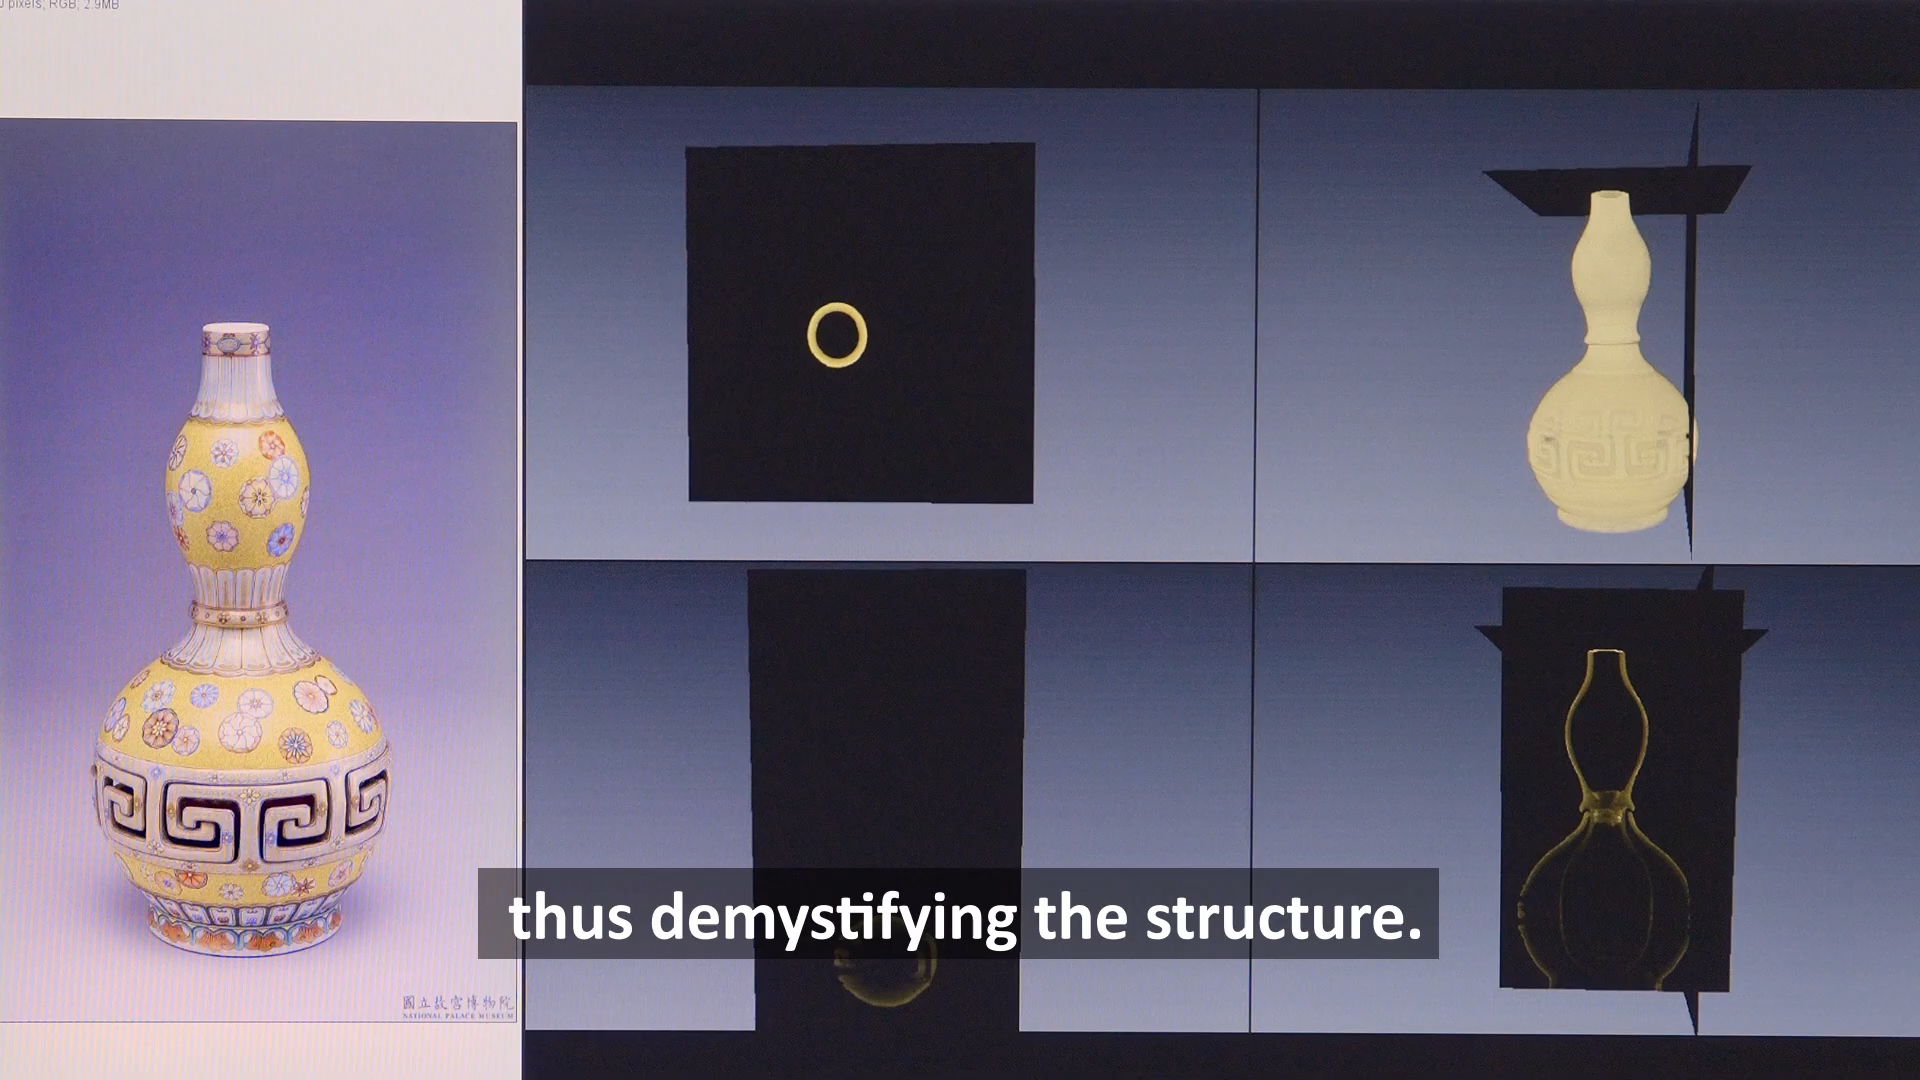 pixels; RGB; 2.9MB
國立故宮博物院
NATIONAL PALACE MUSEUM
thus demystifying the structure.